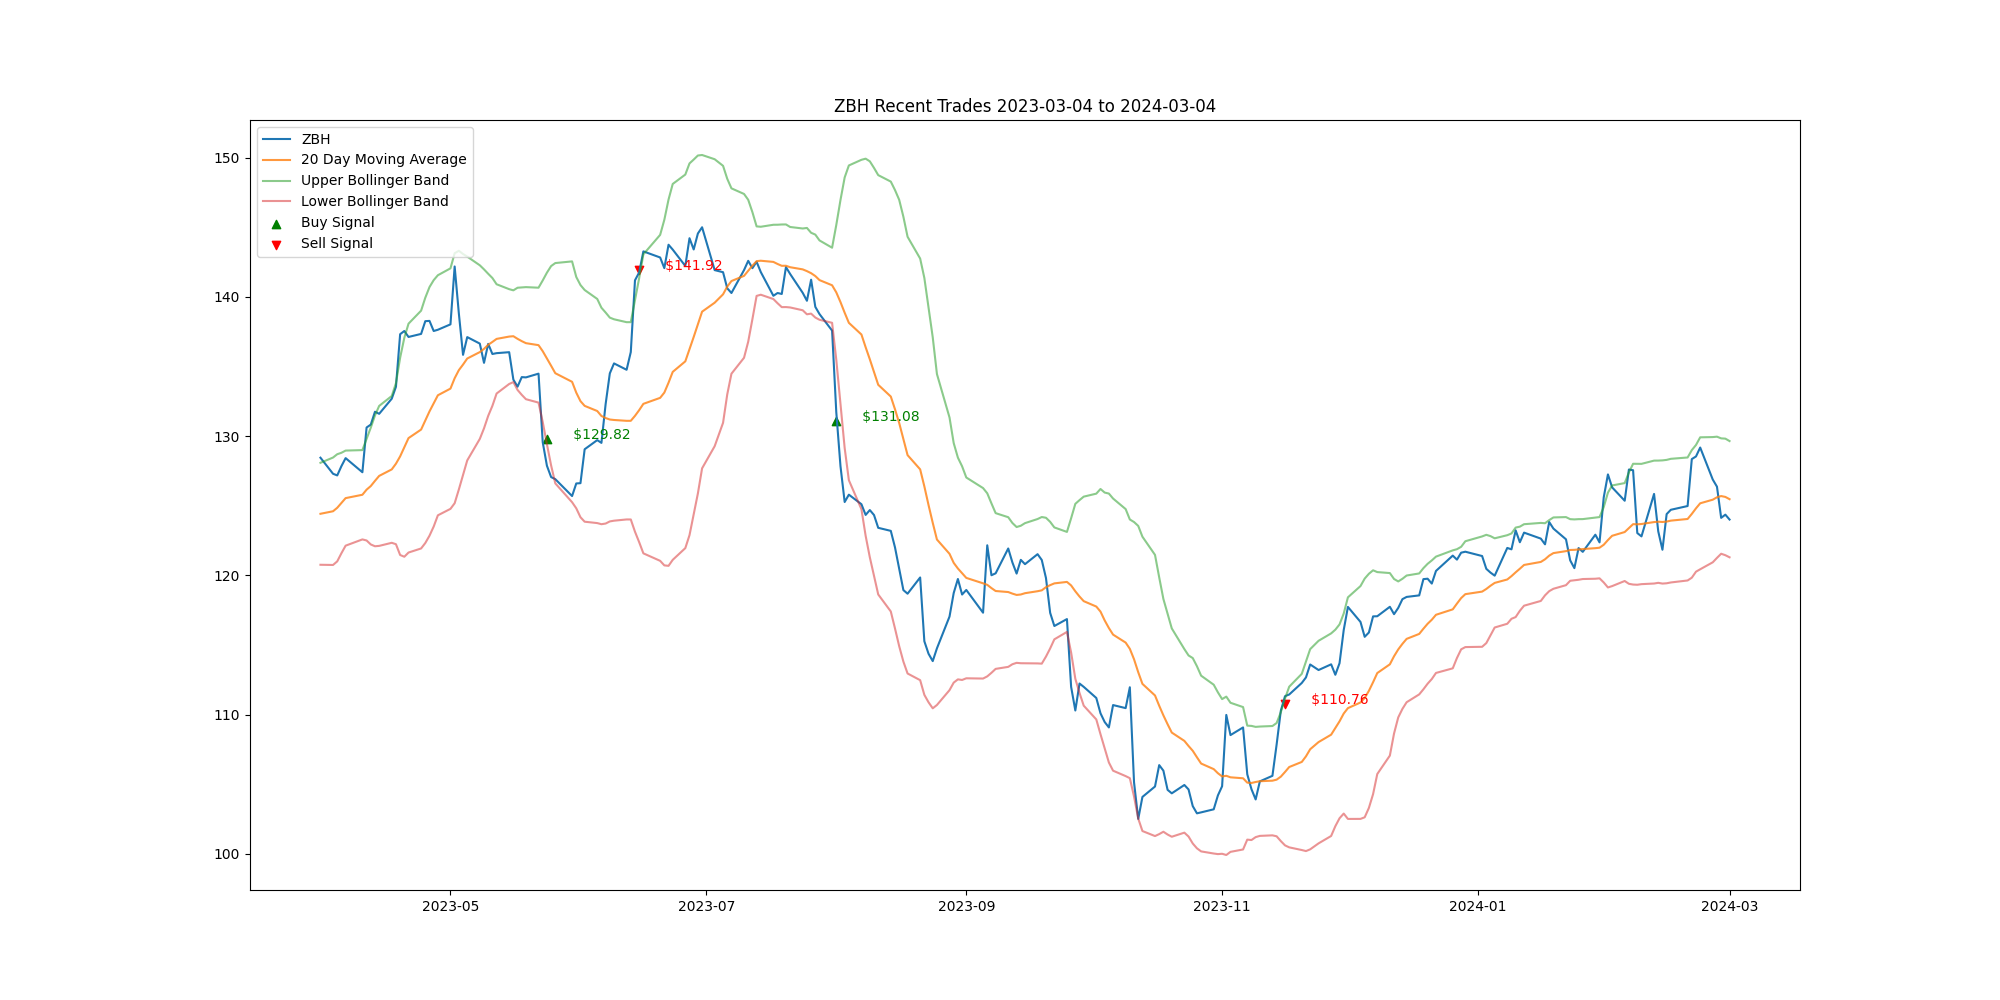 ZBH Recent Trades 2023-03-04 to 2024-03-04
ZBH
20 Day Moving Average
Upper Bollinger Band
Lower Bollinger Band
Buy Signal
Sell Signal
150
140
130
120
110
100
$141.92
$129.82
$131.08
$110.76
2023-05
2023-07
2023-09
2023-11
2024-01
2024-03